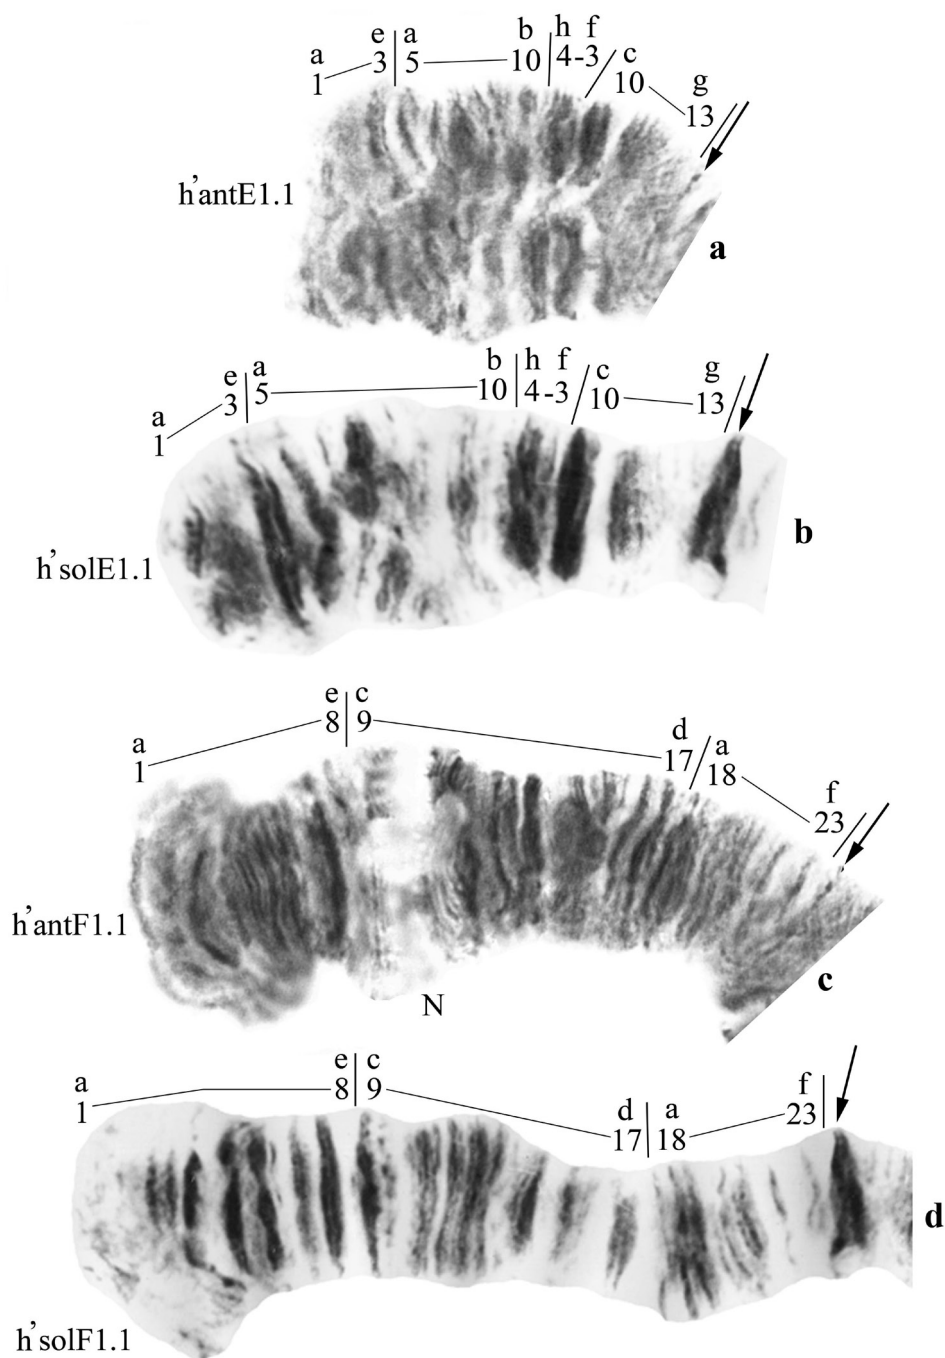 a e a b h f c g
1 3 5 10 4-3 10 13
h'antE1.1
a
a e a b h f c g
1 3 5 10 4-3 10 13
h'solE1.1
b
a e c d a f
1 8 9 17 18 23
h'antF1.1
N
c
a e c d a f
1 8 9 17 18 23
h'solF1.1
d